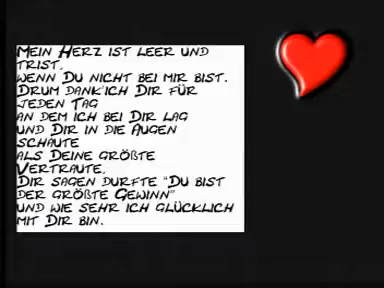 Mein Herz ist leer und
trist,
wenn Du nicht bei mir bist.
Drum dank'ich Dir für
jeden Tag
an dem ich bei Dir lag
und Dir in die Augen
schaute
als Deine größte
Vertraute,
Dir sagen durfte "Du bist
der größte Gewinn"
und wie sehr ich glücklich
mit Dir bin.